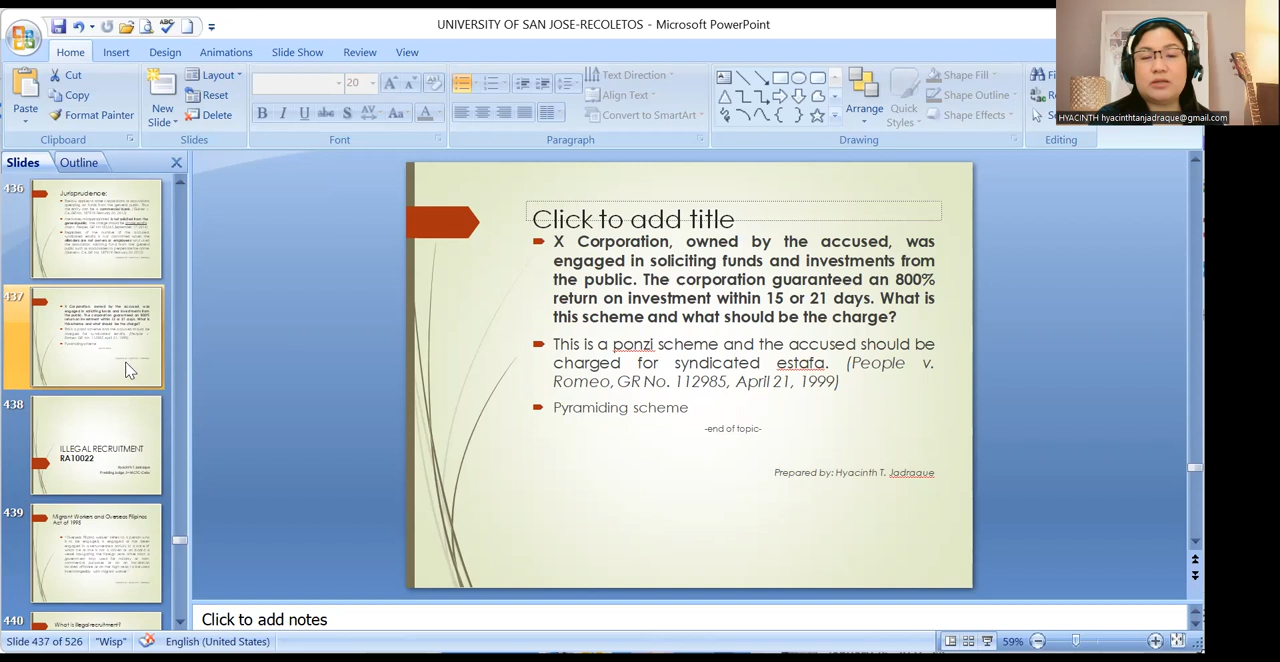 UNIVERSITY OF SAN JOSE-RECOLETOS - Microsoft PowerPoint
Home Insert Design Animations Slide Show Review View
Paste
Cut
Copy
Format Painter
Clipboard
New Slide
Layout
Reset
Delete
Slides
20
B I U abe S AV Aa A
Font
Text Direction
Align Text
Convert to SmartArt
Paragraph
Arrange
Quick Styles
Shape Fill
Shape Outline
Shape Effects
Drawing
Editing
HYACINTH hyacinthtanjadraque@gmail.com
Slides Outline
436
Jurisprudence:
437
438
ILLEGAL RECRUITMENT
RA10022
439
Migrant Workers and Overseas Filipinos
Act of 1995
440
What is illegal recruitment?
Click to add title
X Corporation, owned by the accused, was
engaged in soliciting funds and investments from
the public. The corporation guaranteed an 800%
return on investment within 15 or 21 days. What is
this scheme and what should be the charge?
This is a ponzi scheme and the accused should be
charged for syndicated estafa. (People v.
Romeo, GR No. 112985, April 21, 1999)
Pyramiding scheme
-end of topic-
Prepared by: Hyacinth T. Jadraque
Click to add notes
Slide 437 of 526 "Wisp" English (United States) 59%